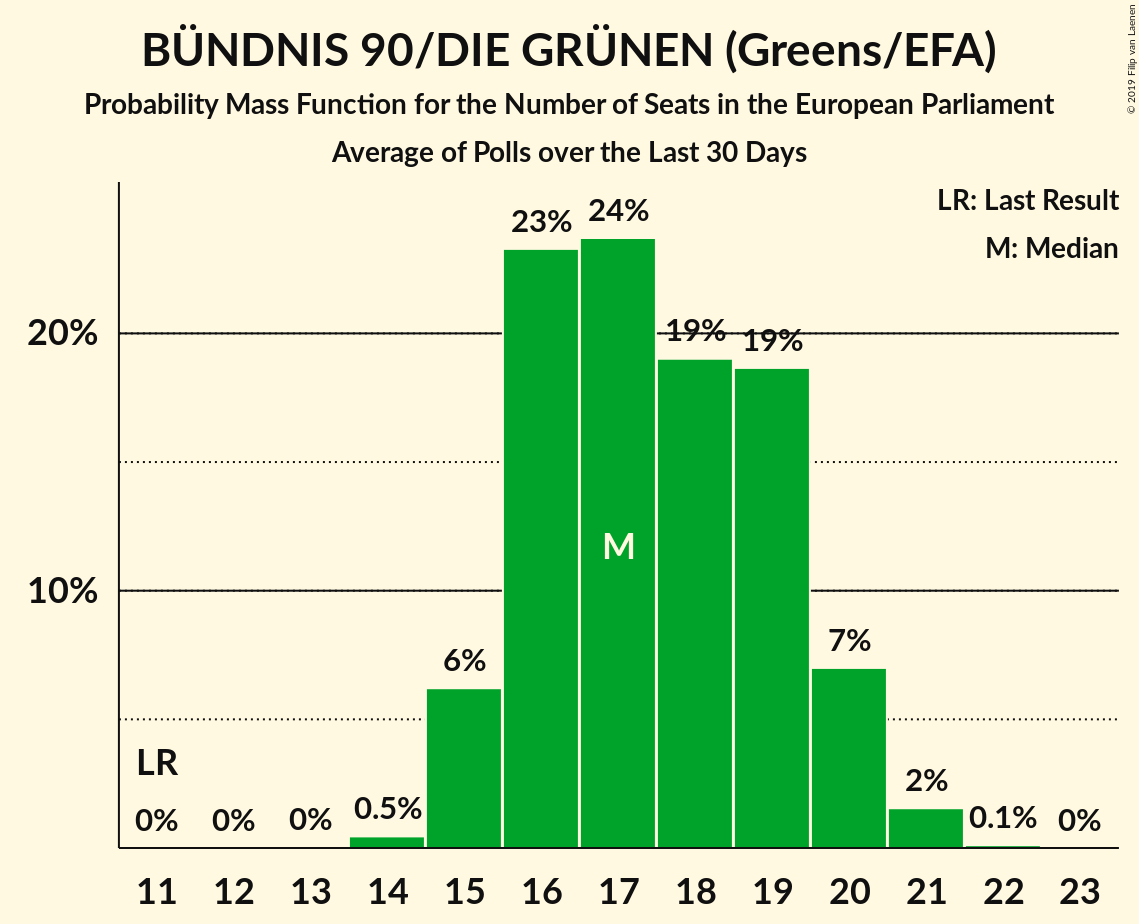 BÜNDNIS 90/DIE GRÜNEN (Greens/EFA)
Probability Mass Function for the Number of Seats in the European Parliament
Average of Polls over the Last 30 Days
© 2019 Filip van Laenen
LR: Last Result
M: Median
23% 24%
20% 19% 19%
M
10%
6% 7%
LR
0% 0% 0% 0.5% 2% 0.1% 0%
11 12 13 14 15 16 17 18 19 20 21 22 23